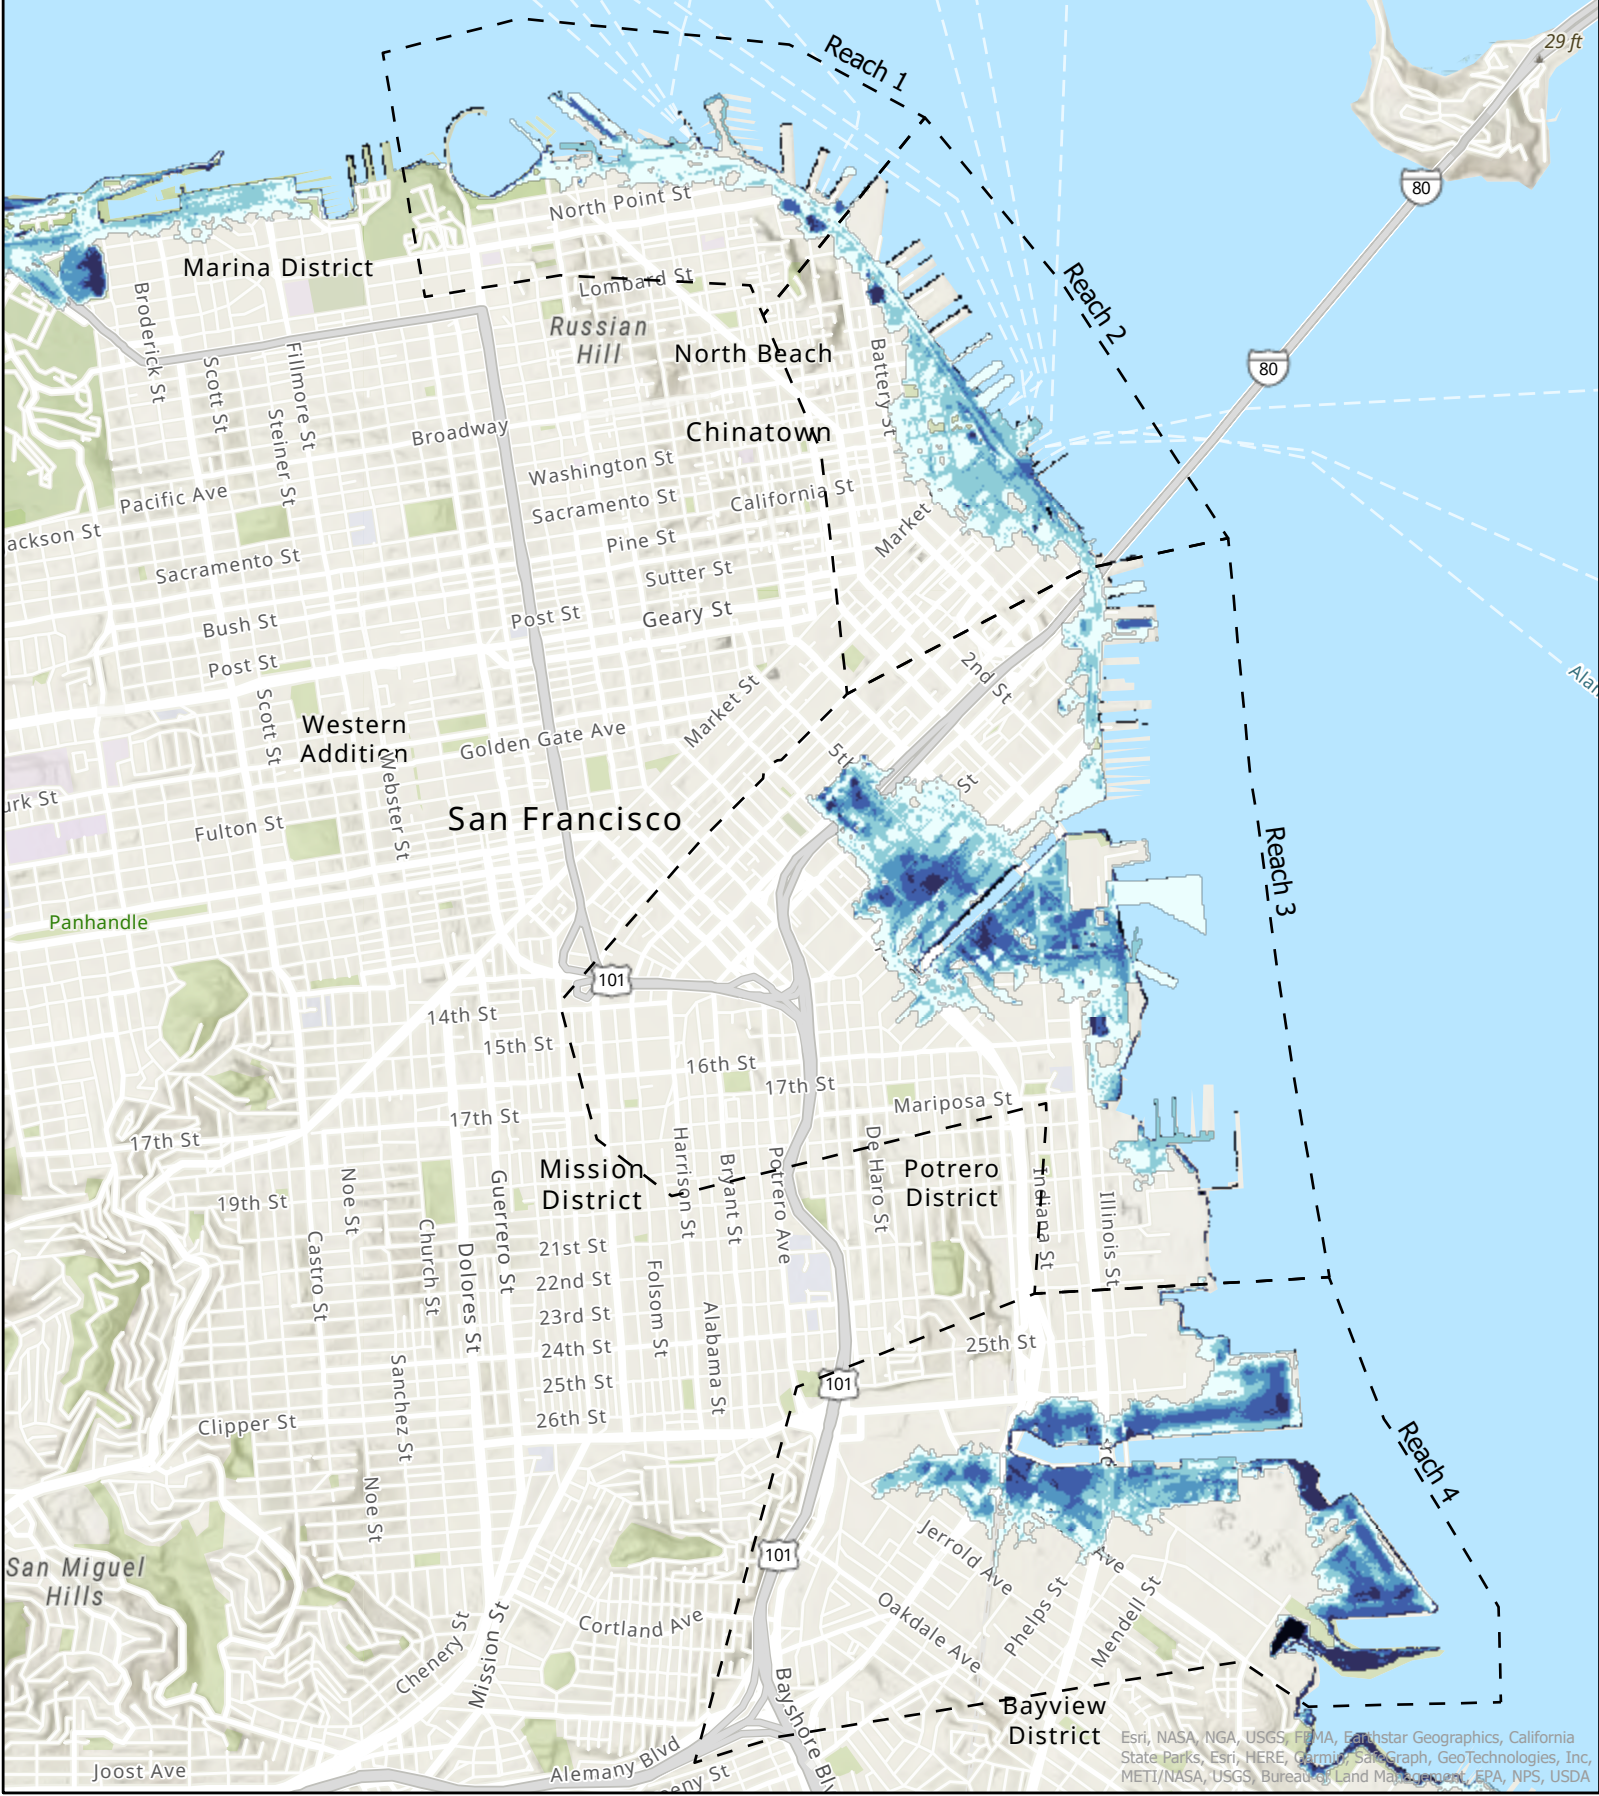 Reach 1
29 ft
80
North Point St
Marina District
Lombard St
Reach 2
Broderick St
Russian
Hill
North Beach
80
Scott St
Fillmore St
Battery St
Steiner St
Broadway
Chinatown
Washington St
Pacific Ave
Sacramento St
California St
ackson St
Market
Pine St
Sacramento St
Sutter St
Bush St
Post St
Geary St
Post St
2nd St
Alam
Scott St
Market St
Western
Addition
Golden Gate Ave
5th
St
Webster St
urk St
San Francisco
Fulton St
Reach 3
Panhandle
101
14th St
15th St
16th St
17th St
17th St
Mariposa St
17th St
Mission
District
Harrison St
Bryant St
Potrero Ave
De Haro St
Potrero
District
Indiana St
Illinois St
19th St
Noe St
Guerrero St
Castro St
Church St
Dolores St
21st St
22nd St
23rd St
24th St
25th St
26th St
Folsom St
Alabama St
25th St
101
Sanchez St
Clipper St
Reach 4
Noe St
Jerrold Ave
Ave
San Miguel
Hills
101
Oakdale Ave
Phelps St
Mendell St
Cortland Ave
Chenery St
Mission St
Bayshore Blv
Bayview
District
Alemany Blvd
Joost Ave
eny St
Esri, NASA, NGA, USGS, FEMA, Earthstar Geographics, California
State Parks, Esri, HERE, Garmin, SafeGraph, GeoTechnologies, Inc,
METI/NASA, USGS, Bureau of Land Management, EPA, NPS, USDA